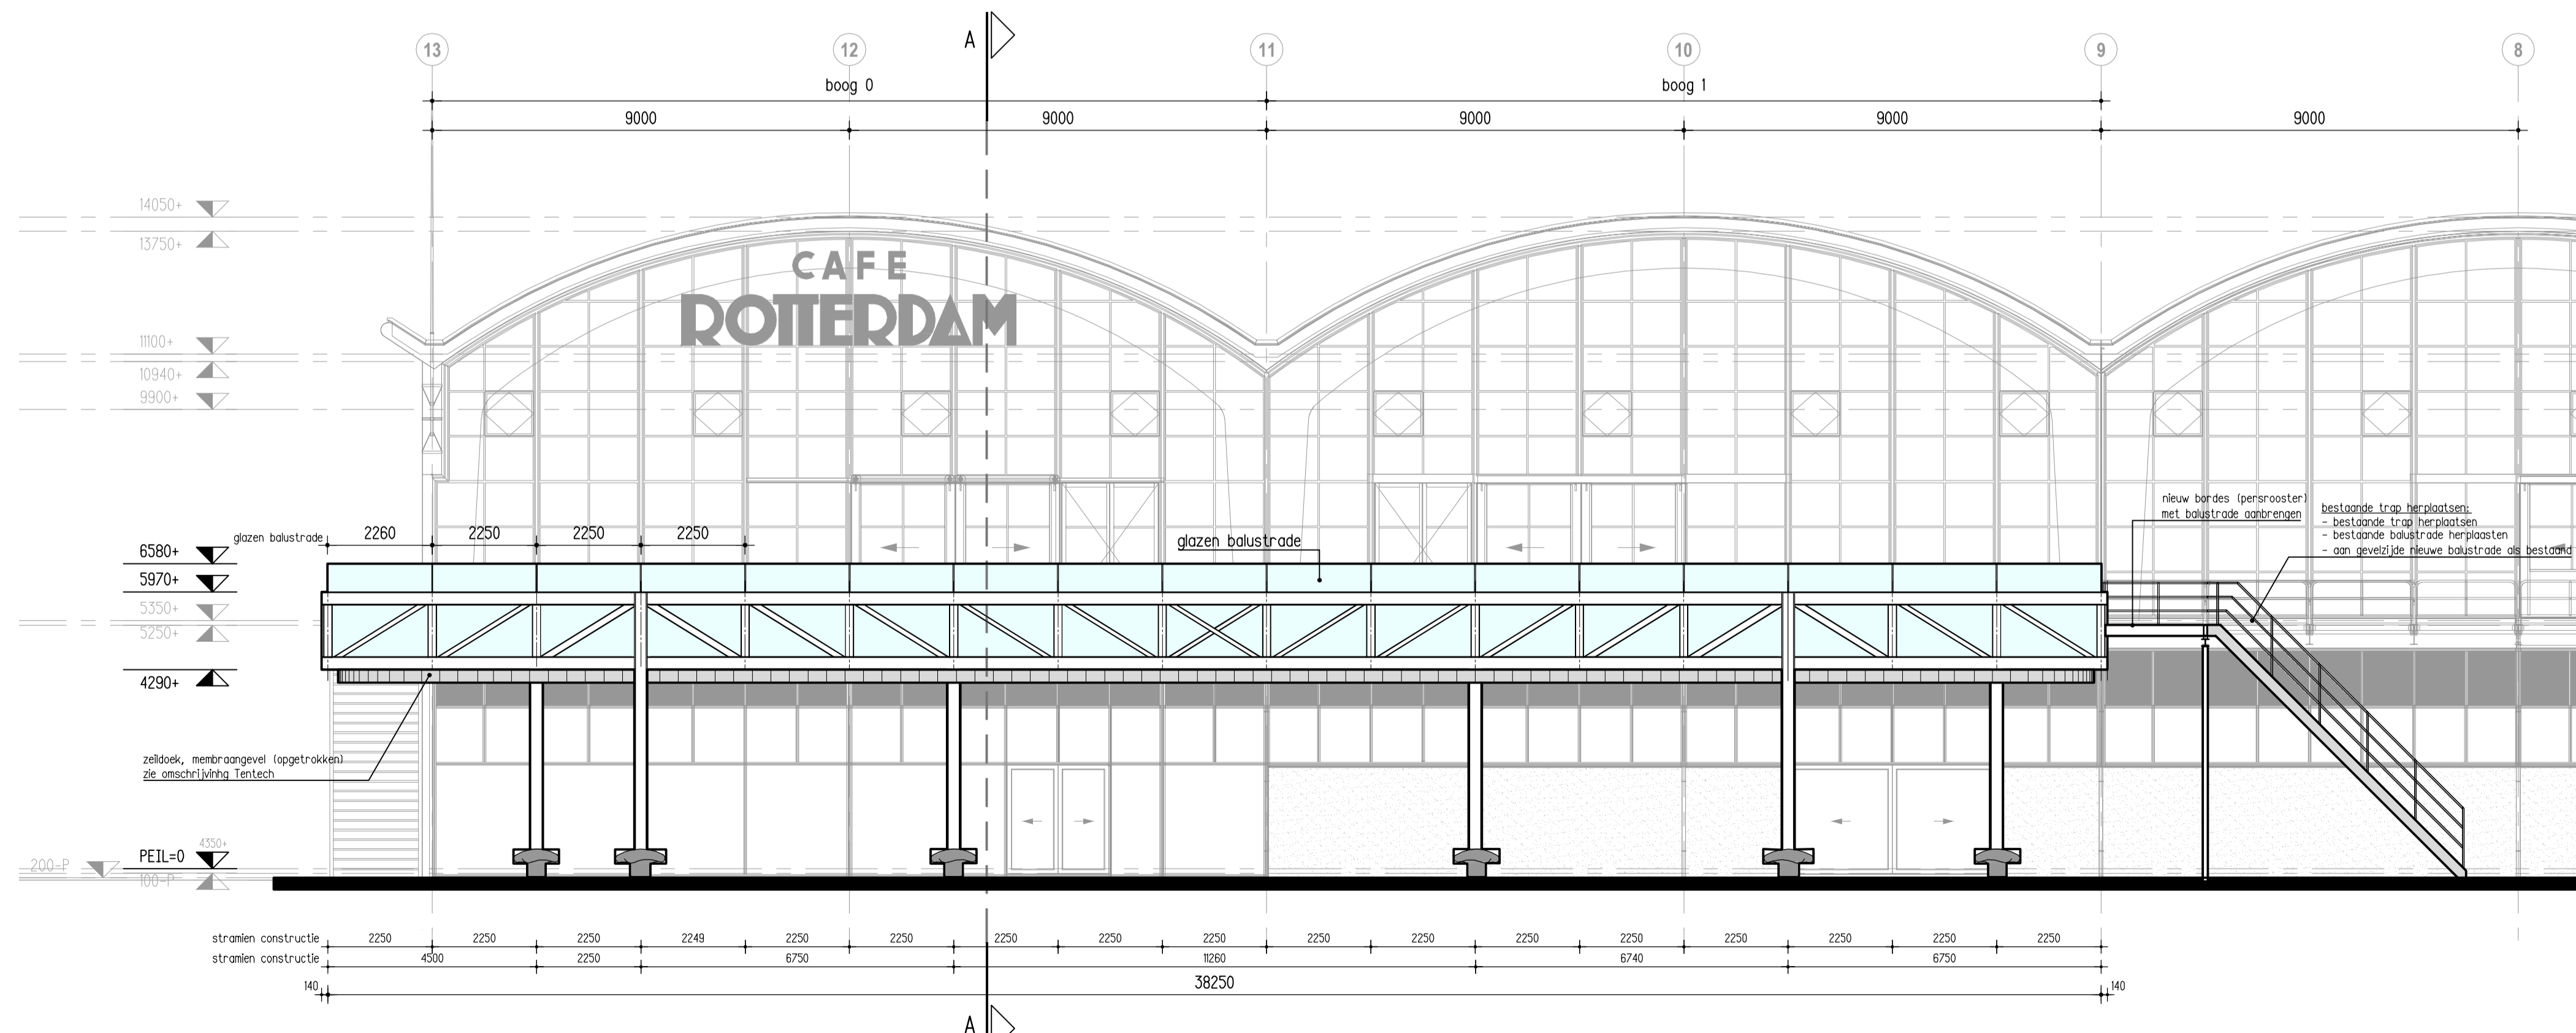 A
13
12
11
10
9
8
boog 0
boog 1
9000
9000
9000
9000
9000
14050+
13750+
CAFE
ROTTERDAM
11100+
10940+
9900+
nieuw bordes (persrooster)
met balustrade aanbrengen
bestaande trap herplaatsen:
- bestaande trap herplaatsen
- bestaande balustrade herplaasten
- aan gevelzijde nieuwe balustrade als bestaand
glazen balustrade
2260
2250
2250
2250
glazen balustrade
6580+
5970+
5350+
5250+
4290+
zeildoek, membraangevel (opgetrokken)
zie omschrijvinhg Tentech
4350+
PEIL=0
200-P
100-P
stramien constructie 2250 2250 2250 2249 2250 2250 2250 2250 2250 2250 2250 2250 2250 2250 2250 2250 2250
stramien constructie 4500 2250 6750 11260 6740 6750
140 38250 140
A